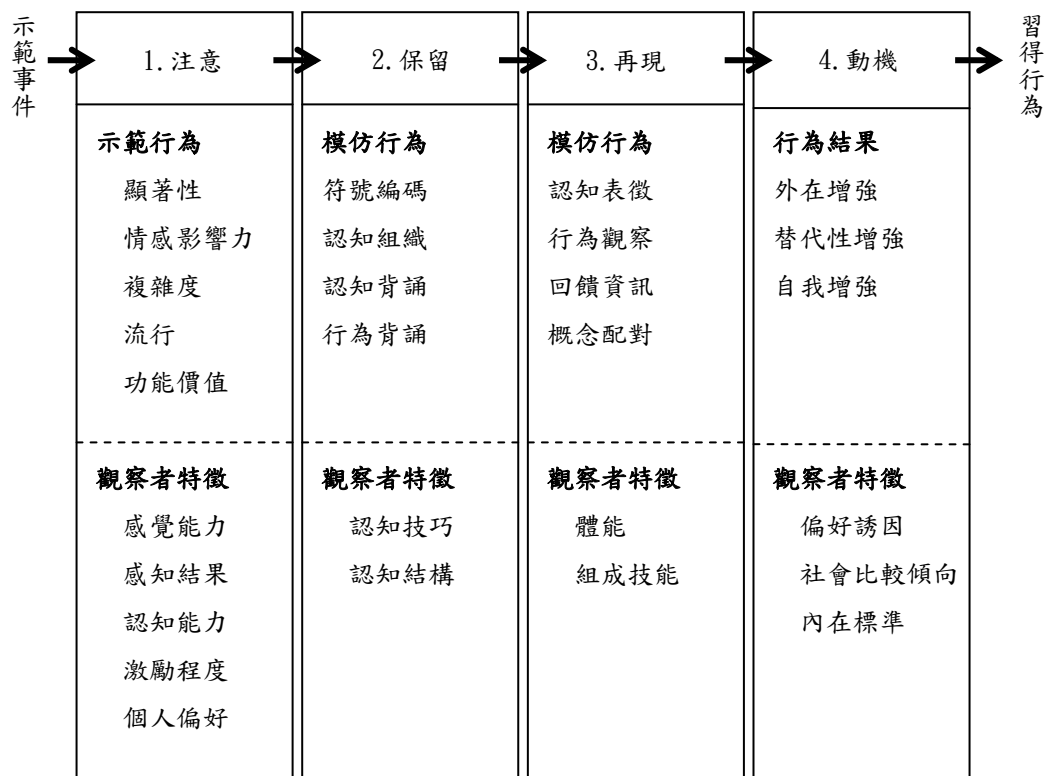 示範事件
1.注意
2.保留
3.再現
4.動機
習得行為
示範行為
顯著性
情感影響力
複雜度
流行
功能價值
觀察者特徵
感覺能力
感知結果
認知能力
激勵程度
個人偏好
模仿行為
符號編碼
認知組織
認知背誦
行為背誦
觀察者特徵
認知技巧
認知結構
模仿行為
認知表徵
行為觀察
回饋資訊
概念配對
觀察者特徵
體能
組成技能
行為結果
外在增強
替代性增強
自我增強
觀察者特徵
偏好誘因
社會比較傾向
內在標準